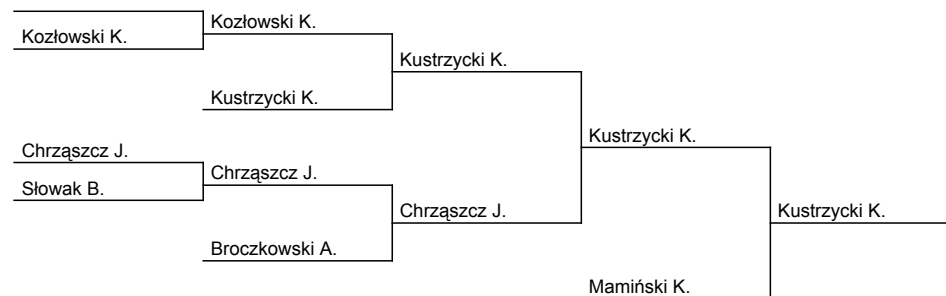 Kozłowski K.
Kozłowski K.
Kustrzycki K.
Kustrzycki K.
Kustrzycki K.
Chrząszcz J.
Chrząszcz J.
Słowak B.
Chrząszcz J.
Kustrzycki K.
Broczkowski A.
Mamiński K.